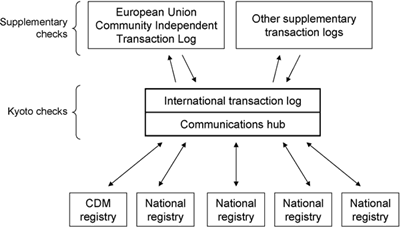 Supplementary
checks
European Union
Community Independent
Transaction Log
Other supplementary
transaction logs
Kyoto checks
International transaction log
Communications hub
CDM
registry
National
registry
National
registry
National
registry
National
registry